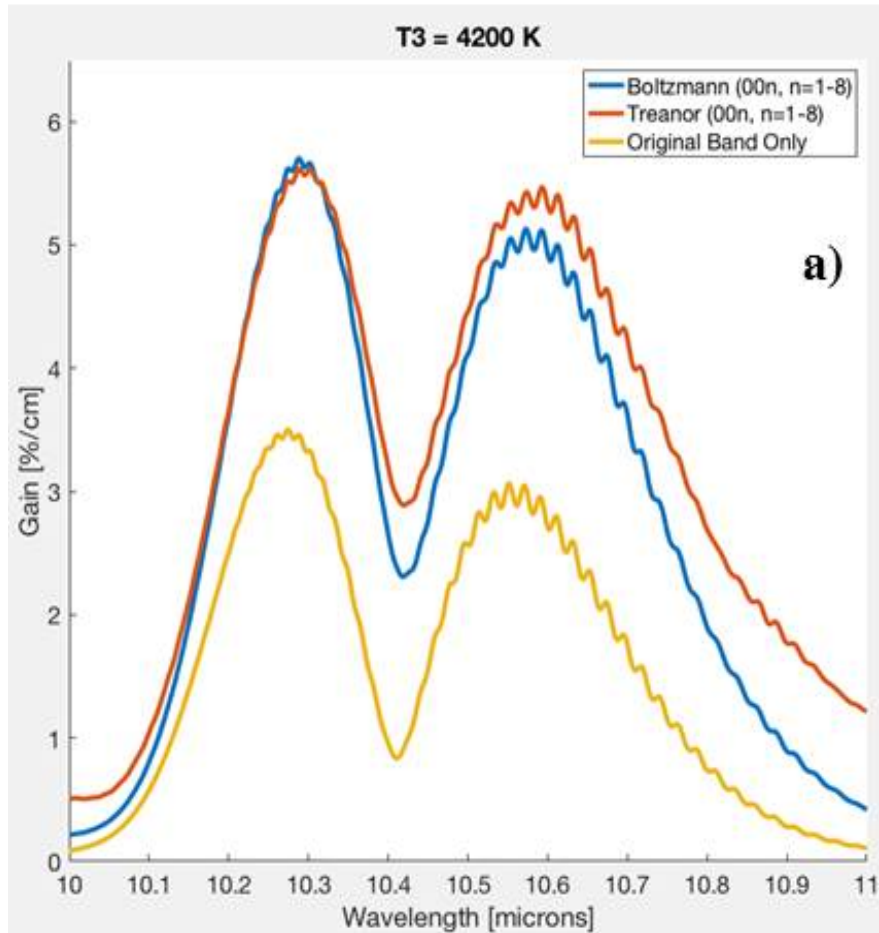 T3 = 4200 K
Boltzmann (00n, n=1-8)
Treanor (00n, n=1-8)
Original Band Only
a)
Gain [%/cm]
6
5
4
3
2
1
0
10 10.1 10.2 10.3 10.4 10.5 10.6 10.7 10.8 10.9 11
Wavelength [microns]